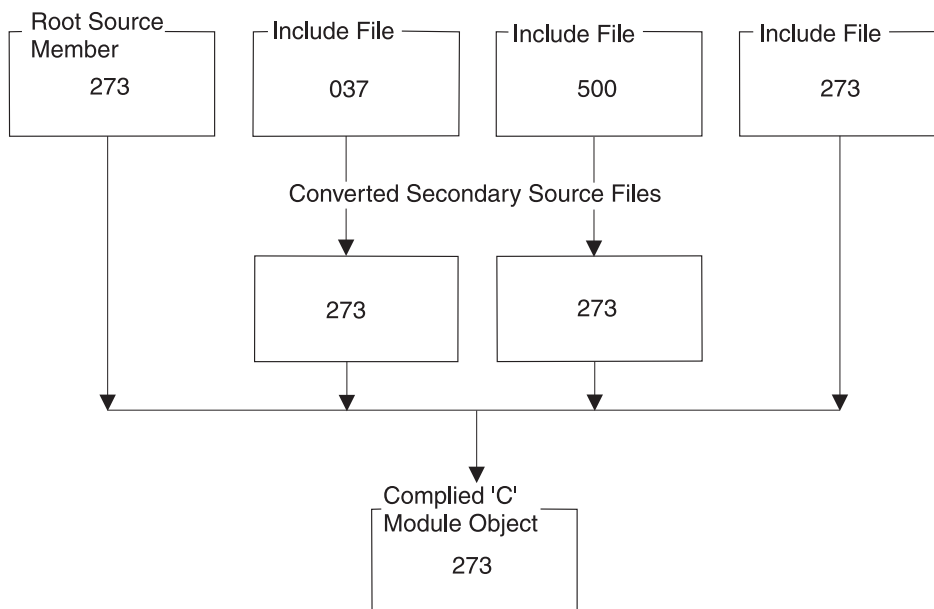 Root Source
Member
273
Include File
037
Include File
500
Include File
273
Converted Secondary Source Files
273
273
Complied 'C'
Module Object
273